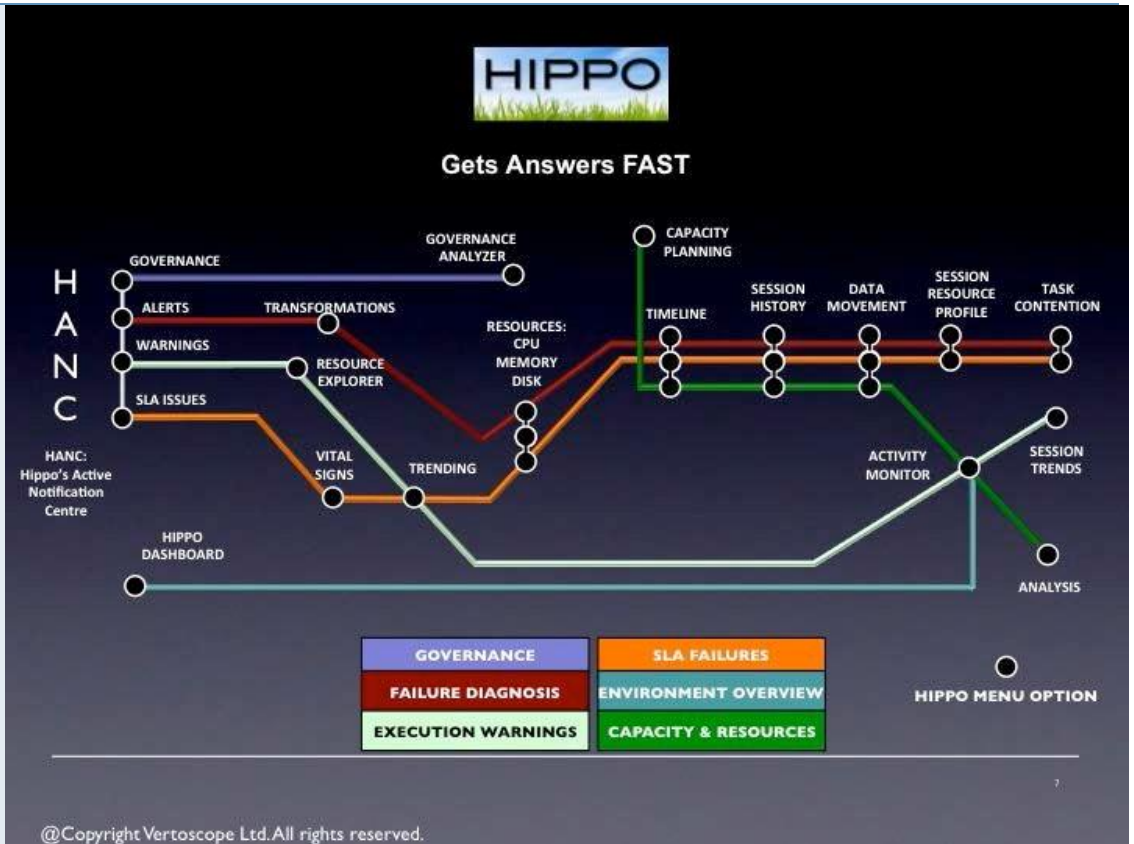 HIPPO
Gets Answers FAST
H
A
N
C
HANC:
Hippo's Active
Notification
Centre
GOVERNANCE
ALERTS
WARNINGS
SLA ISSUES
TRANSFORMATIONS
RESOURCE
EXPLORER
VITAL
SIGNS
TRENDING
GOVERNANCE
ANALYZER
RESOURCES:
CPU
MEMORY
DISK
CAPACITY
PLANNING
TIMELINE
SESSION
HISTORY
DATA
MOVEMENT
SESSION
RESOURCE
PROFILE
TASK
CONTENTION
ACTIVITY
MONITOR
SESSION
TRENDS
ANALYSIS
HIPPO
DASHBOARD
GOVERNANCE
SLA FAILURES
FAILURE DIAGNOSIS
ENVIRONMENT OVERVIEW
EXECUTION WARNINGS
CAPACITY & RESOURCES
HIPPO MENU OPTION
7
@Copyright Vertoscope Ltd. All rights reserved.